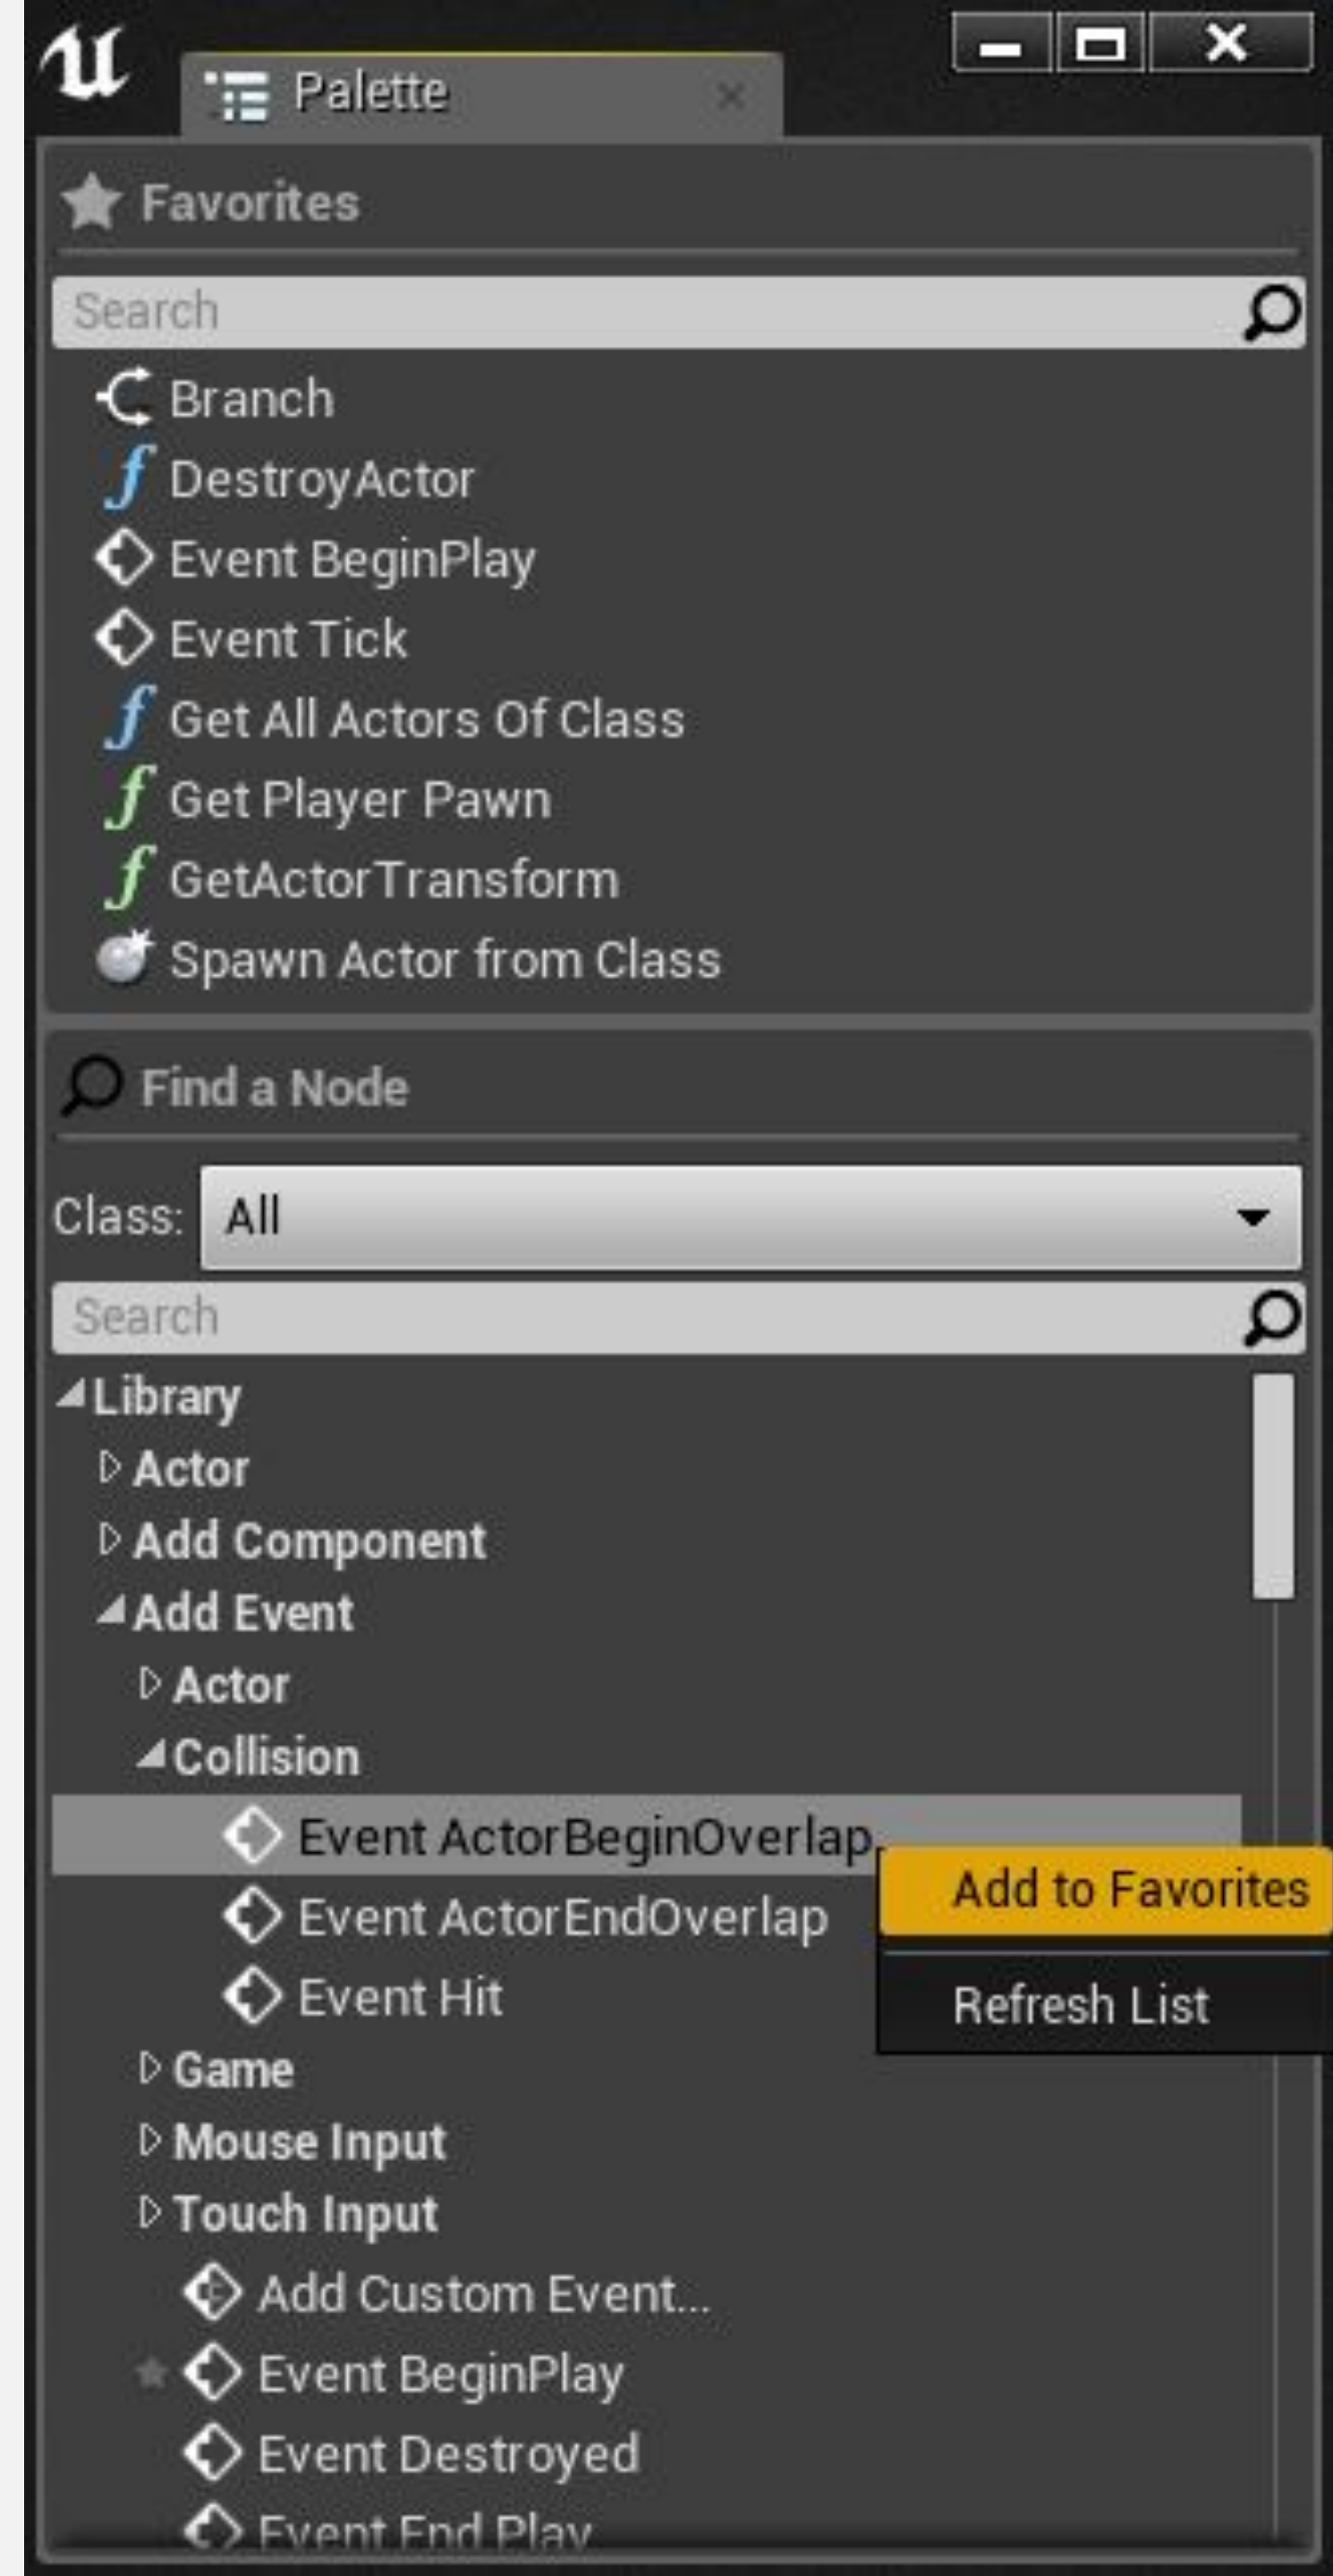 Palette
Favorites
Search
Branch
DestroyActor
Event BeginPlay
Event Tick
Get All Actors Of Class
Get Player Pawn
GetActorTransform
Spawn Actor from Class
Find a Node
Class: All
Search
Library
Actor
Add Component
Add Event
Actor
Collision
Event ActorBeginOverlap
Add to Favorites
Event ActorEndOverlap
Event Hit
Refresh List
Game
Mouse Input
Touch Input
Add Custom Event...
Event BeginPlay
Event Destroyed
Event End Play